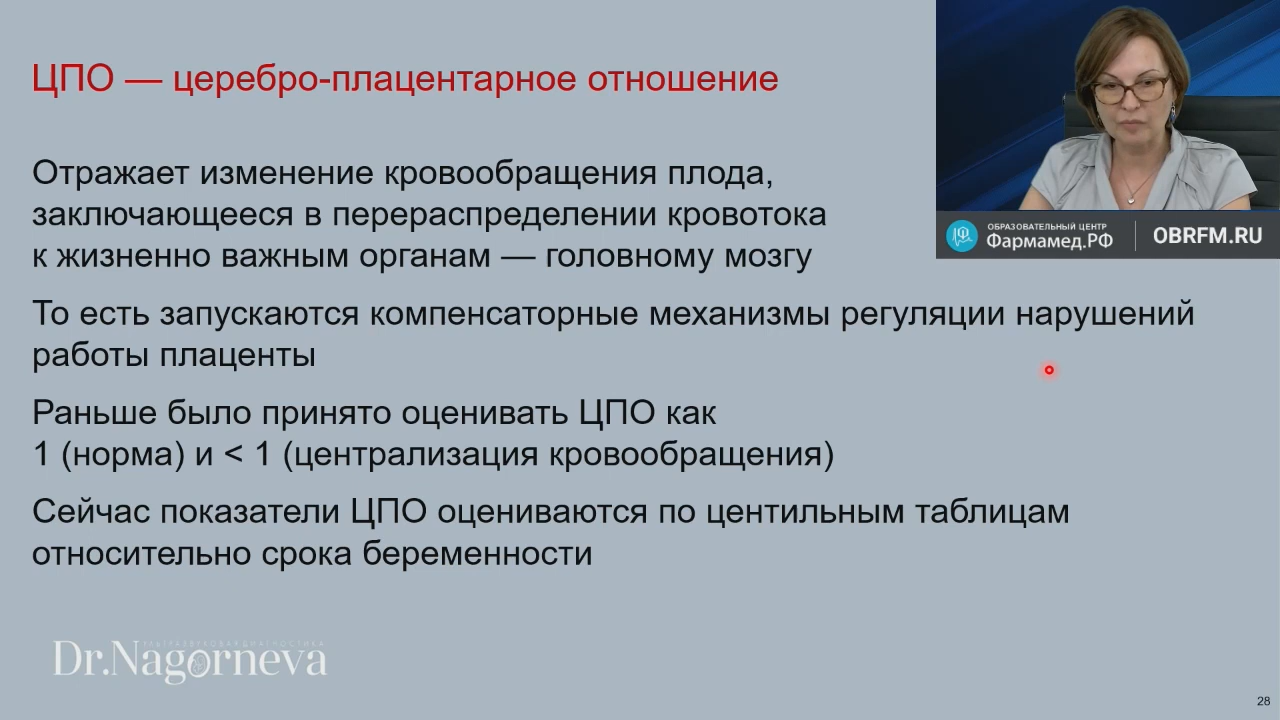 ЦПО — церебро-плацентарное отношение
Отражает изменение кровообращения плода,
заключающееся в перераспределении кровотока
к жизненно важным органам — головному мозгу
То есть запускаются компенсаторные механизмы регуляции нарушений
работы плаценты
Раньше было принято оценивать ЦПО как
1 (норма) и < 1 (централизация кровообращения)
Сейчас показатели ЦПО оцениваются по центильным таблицам
относительно срока беременности
ОБРАЗОВАТЕЛЬНЫЙ ЦЕНТР
Фармамед.РФ
OBRFM.RU
УЛЬТРАЗВУКОВАЯ ДИАГНОСТИКА
Dr.Nagorneva
28